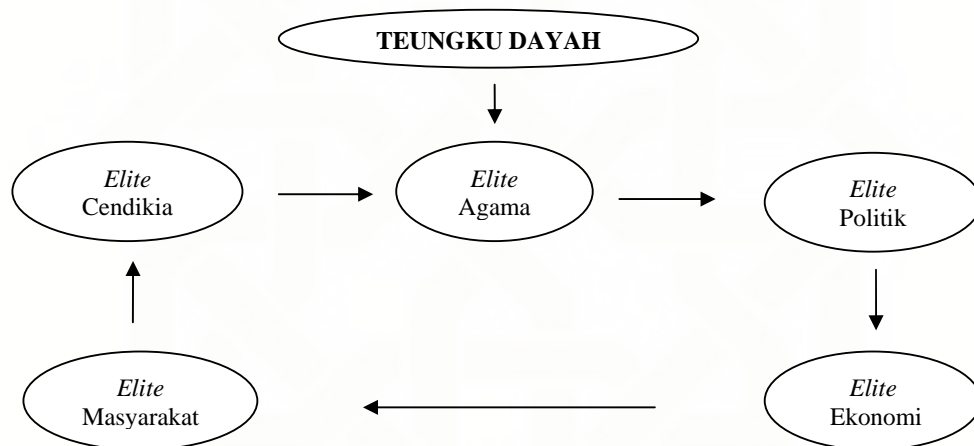 TEUNGKU DAYAH
Elite
Cendikia
Elite
Agama
Elite
Politik
Elite
Masyarakat
Elite
Ekonomi